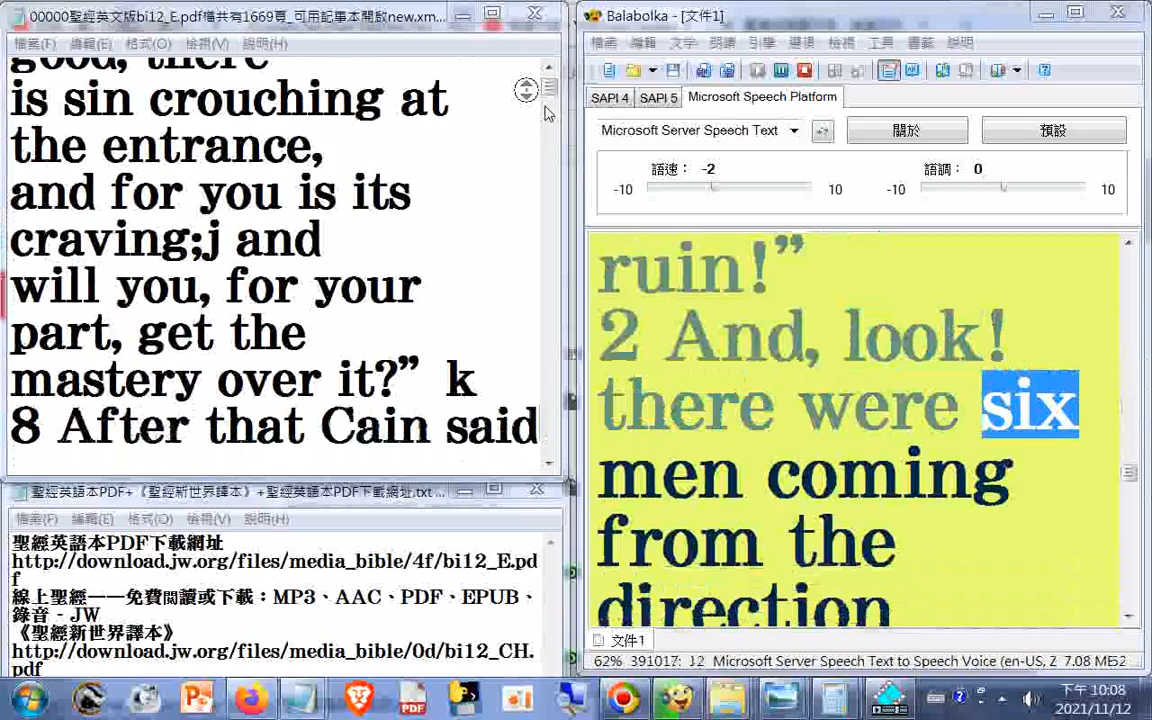 00000聖經英文版bi12_E.pdf檔共有1669頁_可用記事本開啟new.xm...
檔案(F) 編輯(E) 格式(O) 檢視(V) 說明(H)
good, there
is sin crouching at
the entrance,
and for you is its
craving;j and
will you, for your
part, get the
mastery over it?” k
8 After that Cain said
聖經英語本PDF+《聖經新世界譯本》+聖經英語本PDF下載網址.txt ...
檔案(F) 編輯(E) 格式(O) 檢視(V) 說明(H)
聖經英語本PDF下載網址
http://download.jw.org/files/media_bible/4f/bi12_E.pd
f
線上聖經——免費閱讀或下載：MP3、AAC、PDF、EPUB、
錄音 - JW
《聖經新世界譯本》
http://download.jw.org/files/media_bible/0d/bi12_CH.
pdf
Balabolka - [文件1]
檔案 編輯 文字 朗讀 引擎 選項 檢視 工具 書籤 說明
SAPI 4 SAPI 5 Microsoft Speech Platform
Microsoft Server Speech Text 關於 預設
語速： -2 語調： 0
-10 10 -10 10
ruin!”
2 And, look!
there were six
men coming
from the
direction
文件1
62% 391017: 12 Microsoft Server Speech Text to Speech Voice (en-US, Z 7.08 MB
下午 10:08
2021/11/12